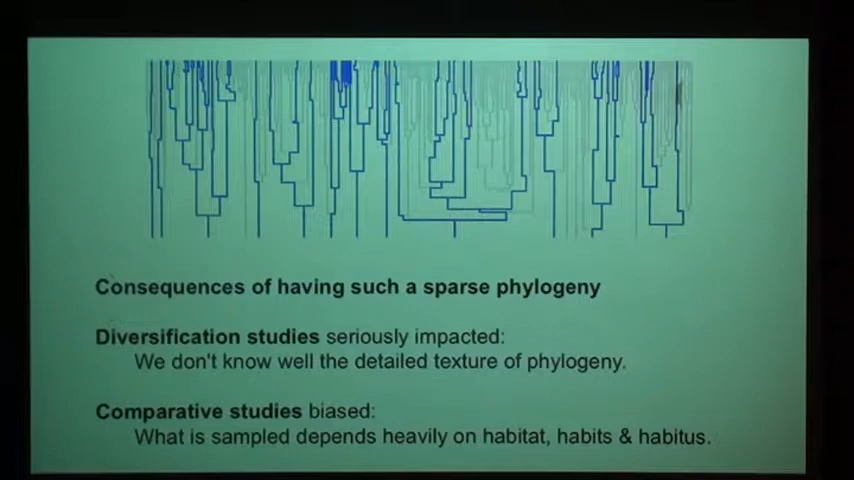 Consequences of having such a sparse phylogeny
Diversification studies seriously impacted:
We don't know well the detailed texture of phylogeny.
Comparative studies biased:
What is sampled depends heavily on habitat, habits & habitus.